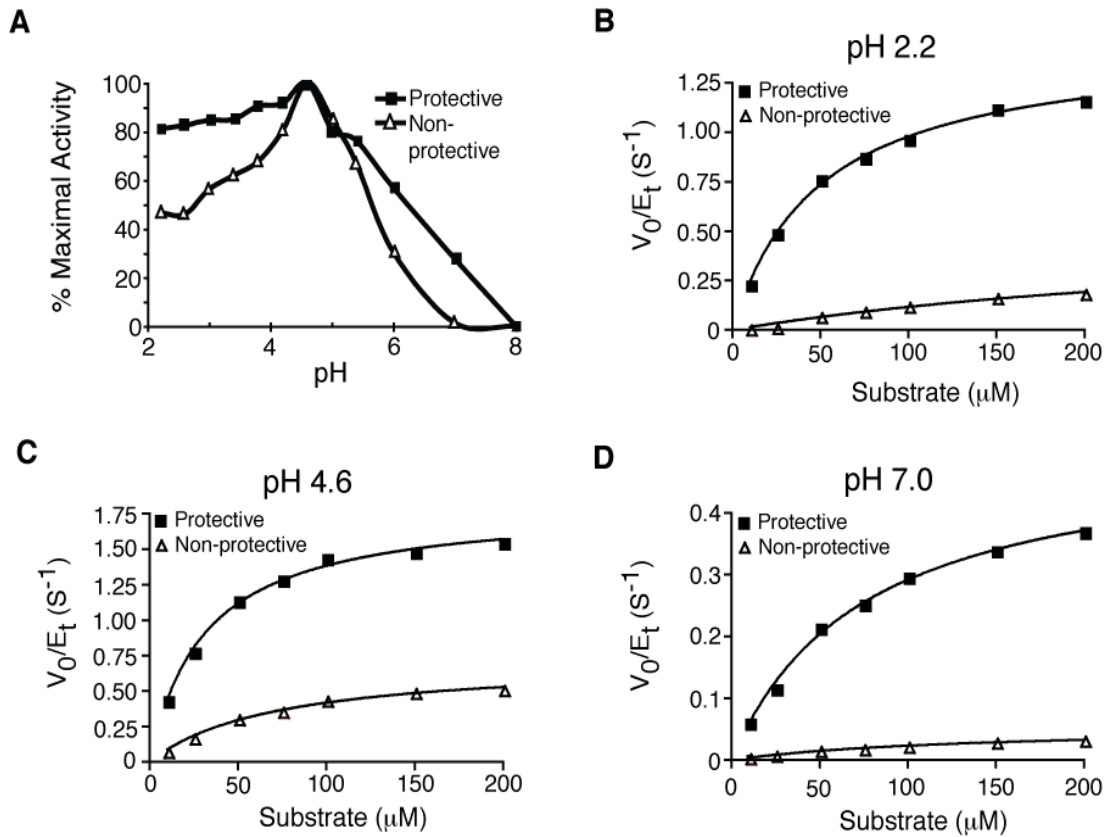 A
% Maximal Activity
100
80
60
40
20
0
2
4
6
8
pH
Protective
Non-
protective
B
pH 2.2
V0/Et (S-1)
1.25
1.00
0.75
0.50
0.25
0
Protective
Non-protective
0
50
100
150
200
Substrate (μM)
C
pH 4.6
V0/Et (S-1)
1.75
1.50
1.25
1.00
0.75
0.50
0.25
0
Protective
Non-protective
0
50
100
150
200
Substrate (μM)
D
pH 7.0
V0/Et (S-1)
0.4
0.3
0.2
0.1
0
Protective
Non-protective
0
50
100
150
200
Substrate (μM)